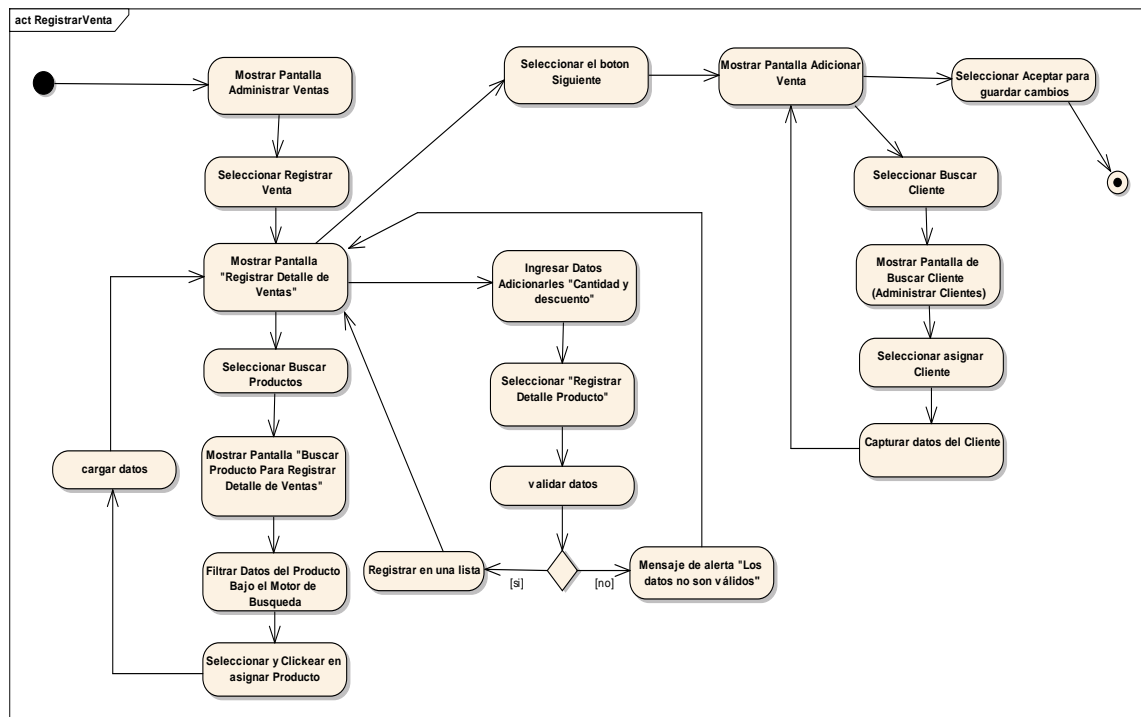 act RegistrarVenta
Mostrar Pantalla
Administrar Ventas
Seleccionar Registrar
Venta
Mostrar Pantalla
"Registrar Detalle de
Ventas"
Seleccionar Buscar
Productos
Mostrar Pantalla "Buscar
Producto Para Registrar
Detalle de Ventas"
Filtrar Datos del Producto
Bajo el Motor de
Busqueda
Seleccionar y Clickear en
asignar Producto
cargar datos
Ingresar Datos
Adicionarles "Cantidad y
descuento"
Seleccionar "Registrar
Detalle Producto"
validar datos
[si]
[no]
Registrar en una lista
Mensaje de alerta "Los
datos no son válidos"
Seleccionar el boton
Siguiente
Mostrar Pantalla Adicionar
Venta
Seleccionar Aceptar para
guardar cambios
Seleccionar Buscar
Cliente
Mostrar Pantalla de
Buscar Cliente
(Administrar Clientes)
Seleccionar asignar
Cliente
Capturar datos del Cliente